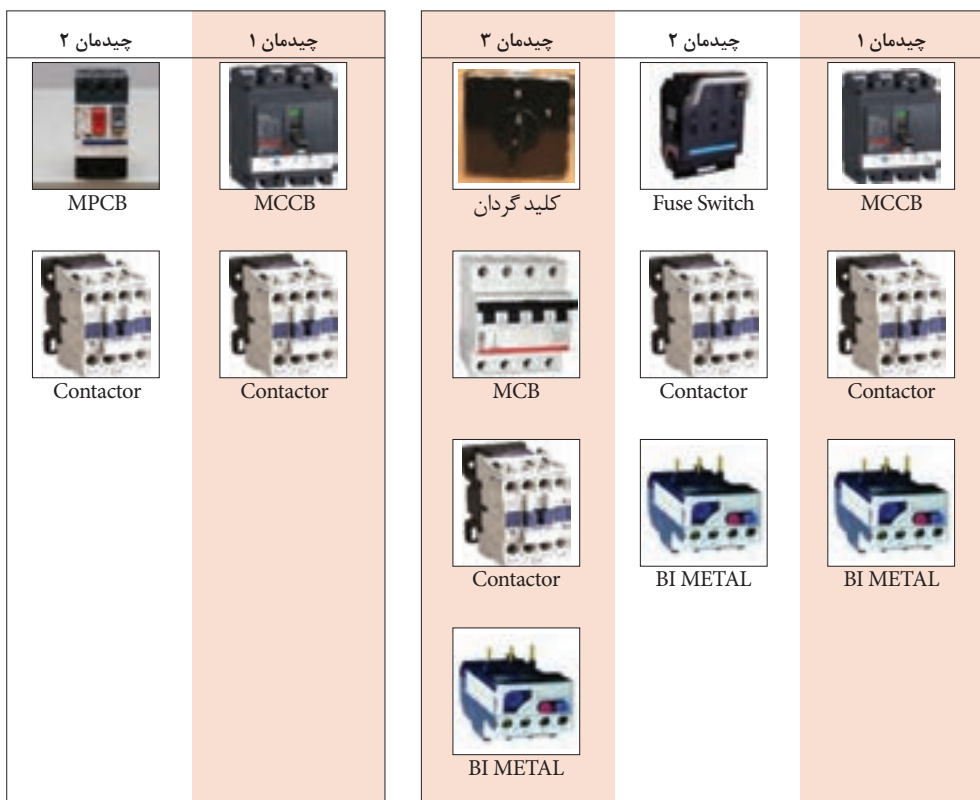 چیدمان ۱ چیدمان ۲ چیدمان ۳
MCCB Fuse Switch کلید گردان
Contactor Contactor MCB
BI METAL BI METAL Contactor
BI METAL
چیدمان ۱ چیدمان ۲
MCCB MPCB
Contactor Contactor